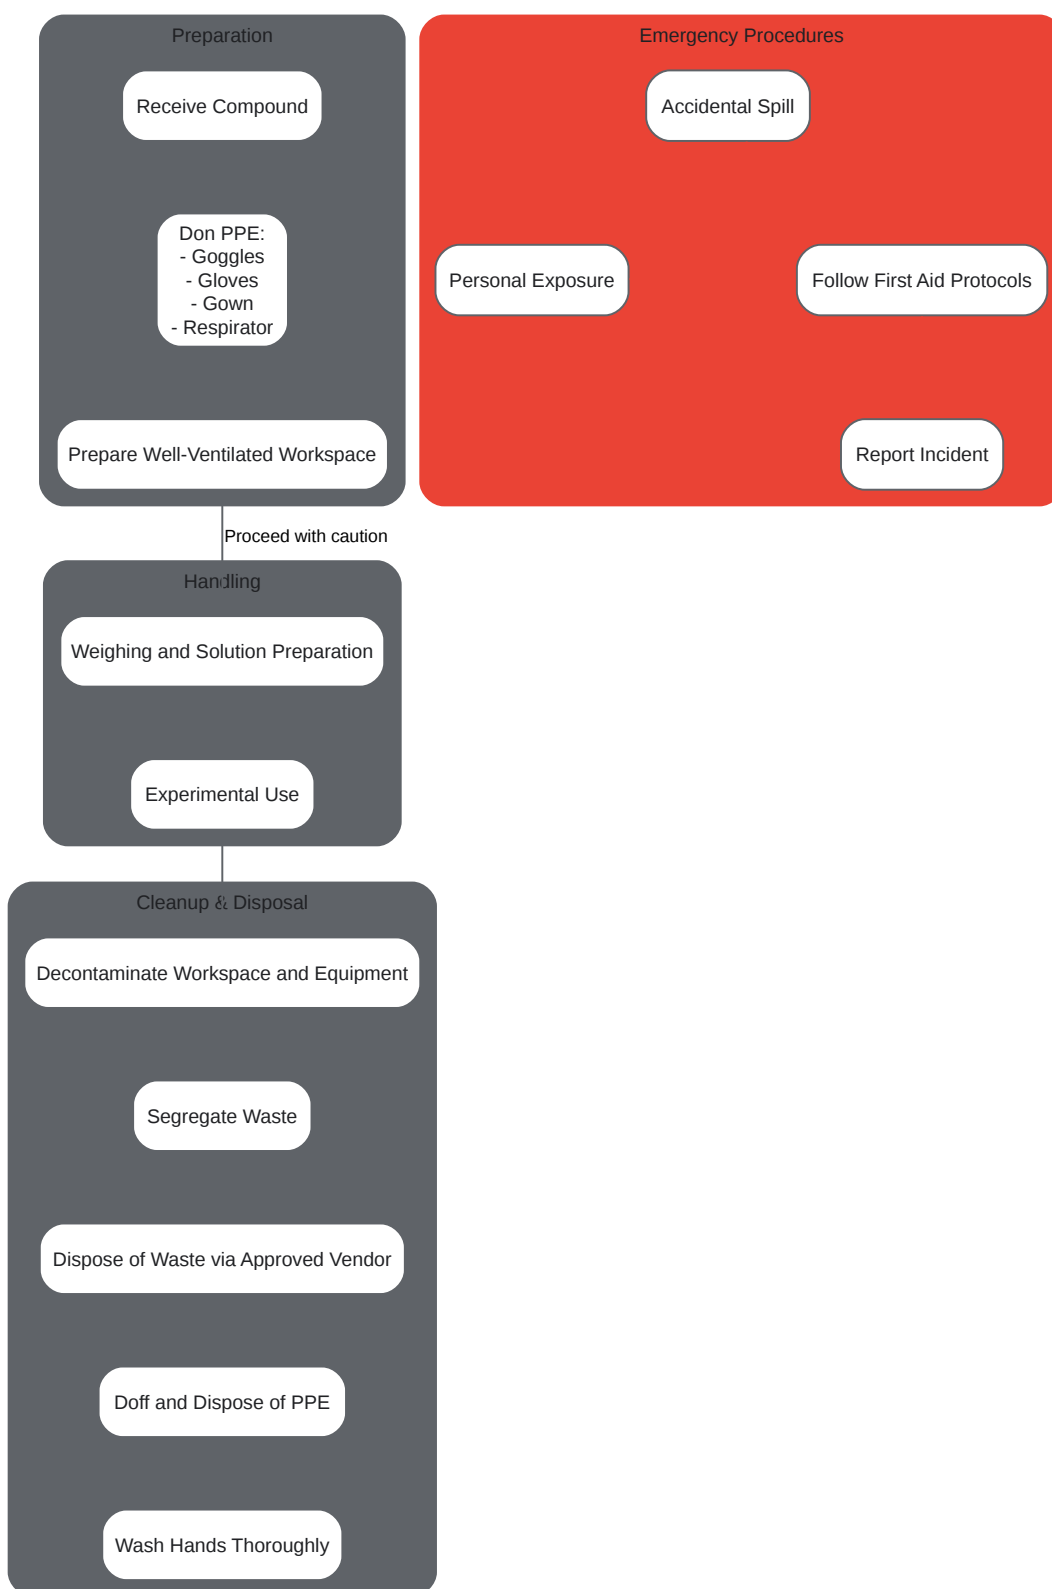 Preparation
Receive Compound
Don PPE:
- Goggles
- Gloves
- Gown
- Respirator
Prepare Well-Ventilated Workspace
Emergency Procedures
Accidental Spill
Personal Exposure
Follow First Aid Protocols
Report Incident
Proceed with caution
Handling
Weighing and Solution Preparation
Experimental Use
Cleanup & Disposal
Decontaminate Workspace and Equipment
Segregate Waste
Dispose of Waste via Approved Vendor
Doff and Dispose of PPE
Wash Hands Thoroughly